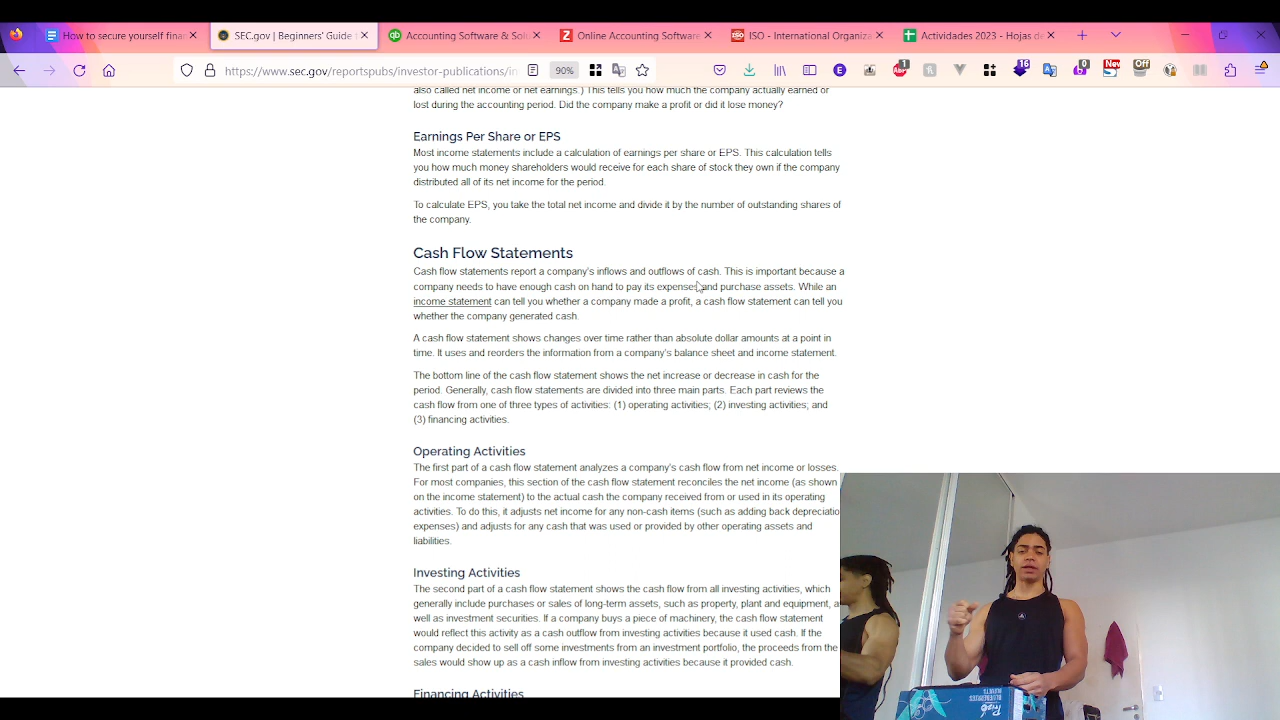 How to secure yourself finan
SEC.gov | Beginners' Guide t
Accounting Software & Solu
Online Accounting Software
ISO - International Organiza
Actividades 2023 - Hojas de
https://www.sec.gov/reportspubs/investor-publications/in
90%
1
16
0
New
Off
also called net income or net earnings.) This tells you how much the company actually earned or
lost during the accounting period. Did the company make a profit or did it lose money?
Earnings Per Share or EPS
Most income statements include a calculation of earnings per share or EPS. This calculation tells
you how much money shareholders would receive for each share of stock they own if the company
distributed all of its net income for the period.
To calculate EPS, you take the total net income and divide it by the number of outstanding shares of
the company.
Cash Flow Statements
Cash flow statements report a company's inflows and outflows of cash. This is important because a
company needs to have enough cash on hand to pay its expenses and purchase assets. While an
income statement can tell you whether a company made a profit, a cash flow statement can tell you
whether the company generated cash.
A cash flow statement shows changes over time rather than absolute dollar amounts at a point in
time. It uses and reorders the information from a company's balance sheet and income statement.
The bottom line of the cash flow statement shows the net increase or decrease in cash for the
period. Generally, cash flow statements are divided into three main parts. Each part reviews the
cash flow from one of three types of activities: (1) operating activities; (2) investing activities; and
(3) financing activities.
Operating Activities
The first part of a cash flow statement analyzes a company's cash flow from net income or losses.
For most companies, this section of the cash flow statement reconciles the net income (as shown
on the income statement) to the actual cash the company received from or used in its operating
activities. To do this, it adjusts net income for any non-cash items (such as adding back depreciatio
expenses) and adjusts for any cash that was used or provided by other operating assets and
liabilities.
Investing Activities
The second part of a cash flow statement shows the cash flow from all investing activities, which
generally include purchases or sales of long-term assets, such as property, plant and equipment, a
well as investment securities. If a company buys a piece of machinery, the cash flow statement
would reflect this activity as a cash outflow from investing activities because it used cash. If the
company decided to sell off some investments from an investment portfolio, the proceeds from the
sales would show up as a cash inflow from investing activities because it provided cash.
Financing Activities